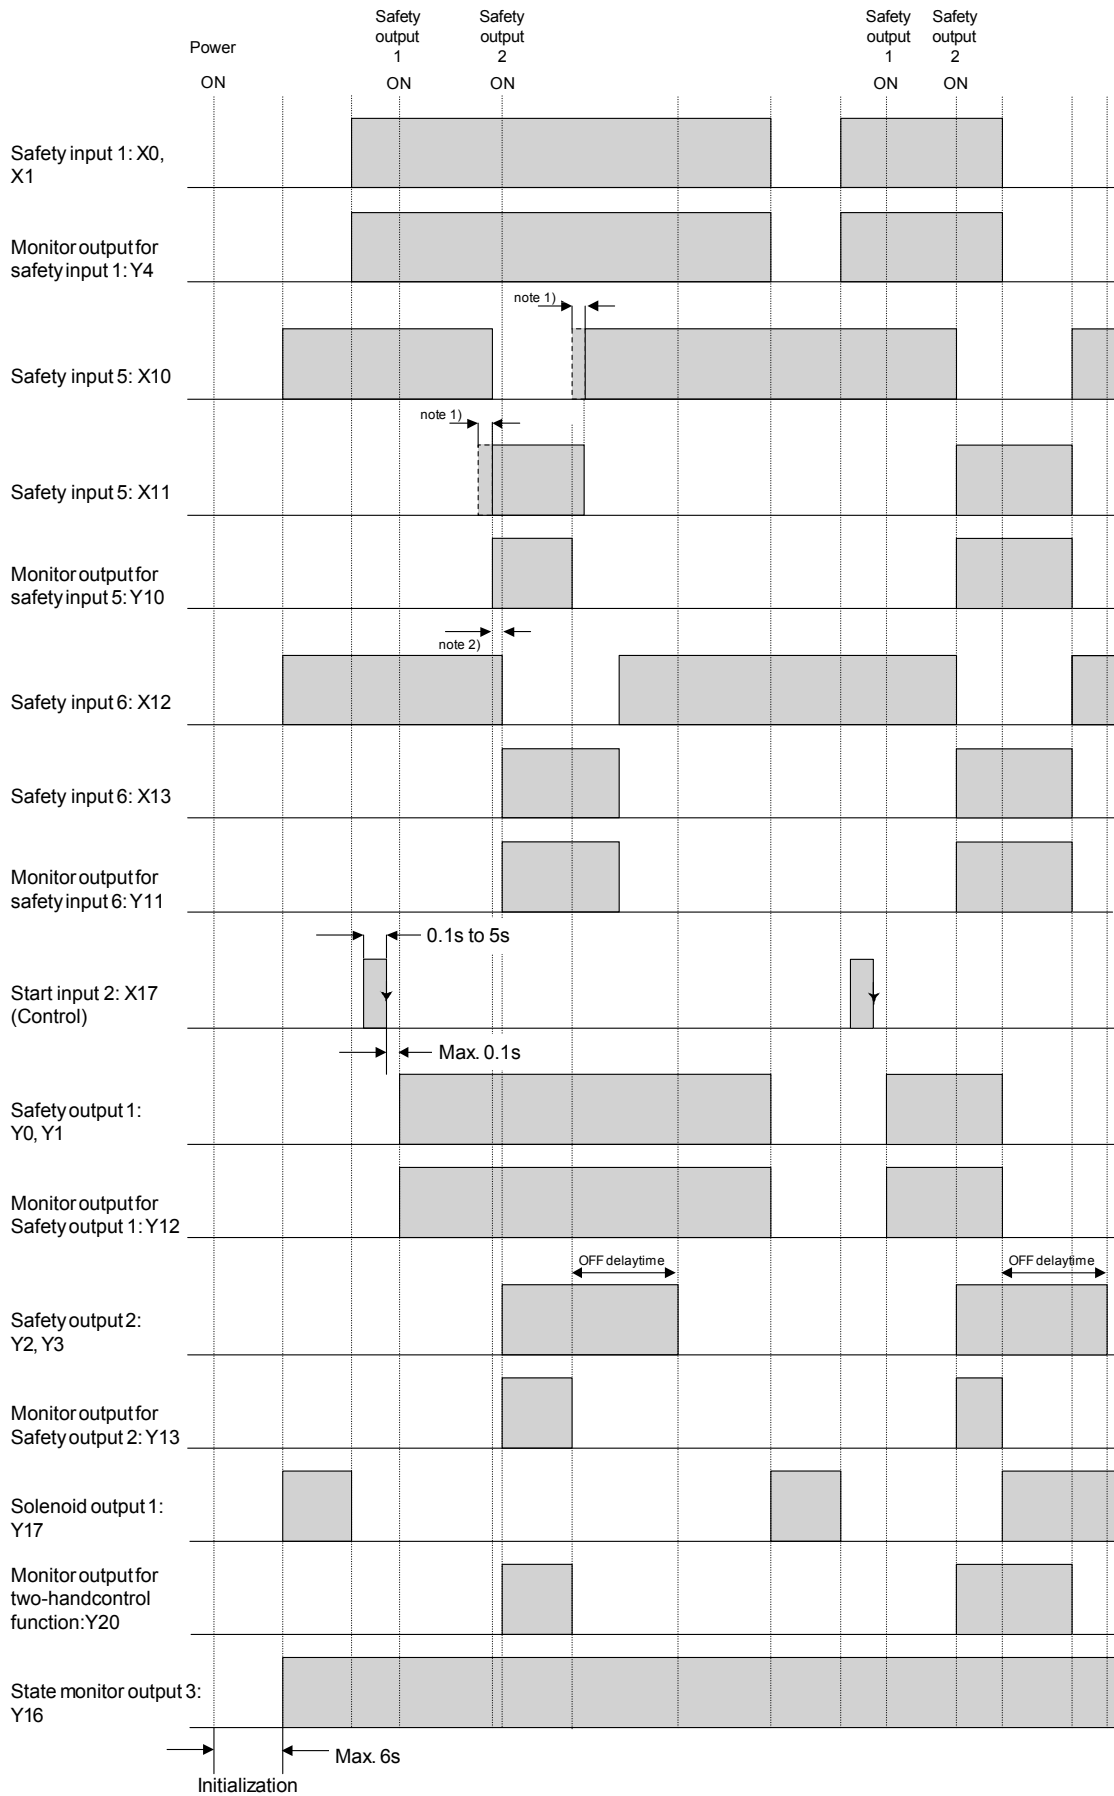 Power
ON
Safety
output
1
ON
Safety
output
2
ON
Safety
output
1
ON
Safety
output
2
ON
Safety input 1: X0,
X1
Monitor output for
safety input 1: Y4
note 1)
Safety input 5: X10
note 1)
Safety input 5: X11
Monitor output for
safety input 5: Y10
note 2)
Safety input 6: X12
Safety input 6: X13
Monitor output for
safety input 6: Y11
0.1s to 5s
Start input 2: X17
(Control)
Max. 0.1s
Safety output 1:
Y0, Y1
Monitor output for
Safety output 1: Y12
OFF delay time
OFF delay time
Safety output 2:
Y2, Y3
Monitor output for
Safety output 2: Y13
Solenoid output 1:
Y17
Monitor output for
two-hand control
function: Y20
State monitor output 3:
Y16
Max. 6s
Initialization